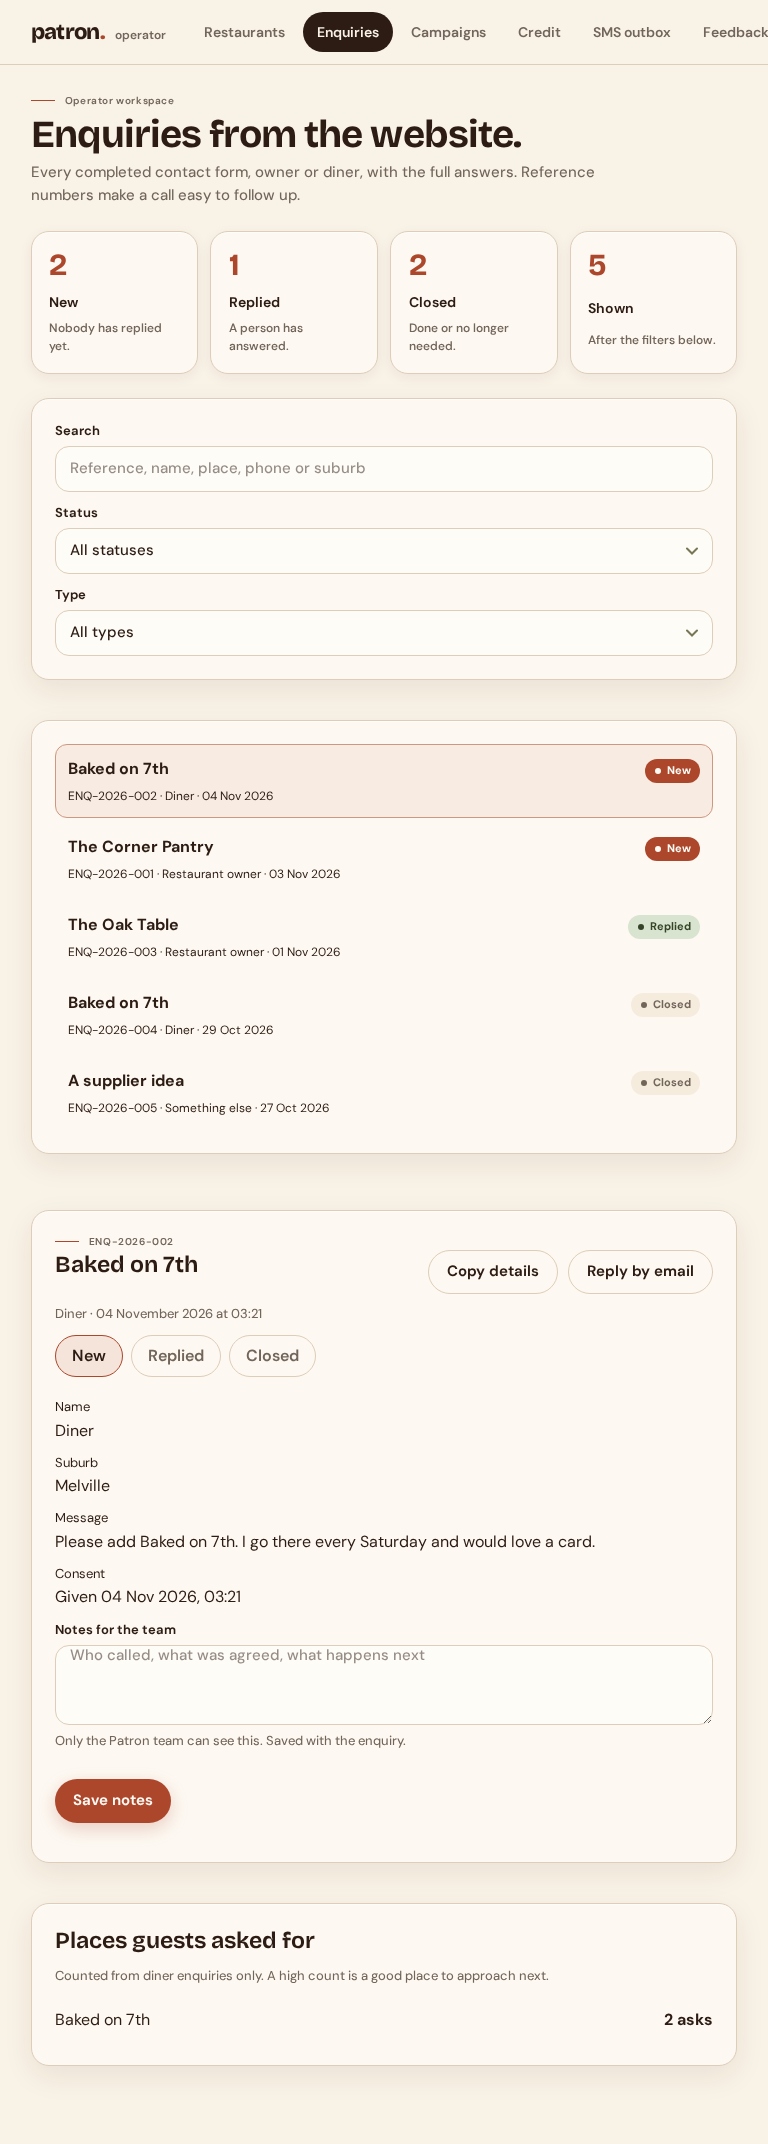 patron. operator Restaurants Enquiries Campaigns Credit SMS outbox Feedback
Operator workspace
Enquiries from the website.
Every completed contact form, owner or diner, with the full answers. Reference
numbers make a call easy to follow up.
2
New
Nobody has replied
yet.
1
Replied
A person has
answered.
2
Closed
Done or no longer
needed.
5
Shown
After the filters below.
Search
Reference, name, place, phone or suburb
Status
All statuses
Type
All types
Baked on 7th New
ENQ-2026-002 · Diner · 04 Nov 2026
The Corner Pantry New
ENQ-2026-001 · Restaurant owner · 03 Nov 2026
The Oak Table Replied
ENQ-2026-003 · Restaurant owner · 01 Nov 2026
Baked on 7th Closed
ENQ-2026-004 · Diner · 29 Oct 2026
A supplier idea Closed
ENQ-2026-005 · Something else · 27 Oct 2026
ENQ-2026-002
Baked on 7th Copy details Reply by email
Diner · 04 November 2026 at 03:21
New Replied Closed
Name
Diner
Suburb
Melville
Message
Please add Baked on 7th. I go there every Saturday and would love a card.
Consent
Given 04 Nov 2026, 03:21
Notes for the team
Who called, what was agreed, what happens next
Only the Patron team can see this. Saved with the enquiry.
Save notes
Places guests asked for
Counted from diner enquiries only. A high count is a good place to approach next.
Baked on 7th 2 asks